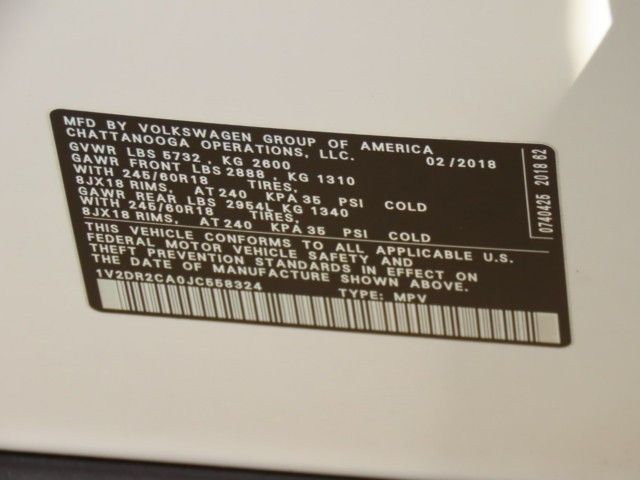 MFD BY VOLKSWAGEN GROUP OF AMERICA
CHATTANOOGA OPERATIONS, LLC.
GVWR LBS 5732, KG 2600 02/2018
GAWR FRONT LBS 2888, KG 1310
WITH 245/60R18 TIRES,
8JX18 RIMS, AT 240 KPA 35 PSI COLD
GAWR REAR LBS 2954L KG 1340
WITH 245/60R18 TIRES,
8JX18 RIMS, AT 240 KPA 35 PSI COLD
THIS VEHICLE CONFORMS TO ALL APPLICABLE U.S.
FEDERAL MOTOR VEHICLE SAFETY AND
THEFT PREVENTION STANDARDS IN EFFECT ON
THE DATE OF MANUFACTURE SHOWN ABOVE.
1V2DR2CA0JC558324 TYPE: MPV
0740425 2018 62